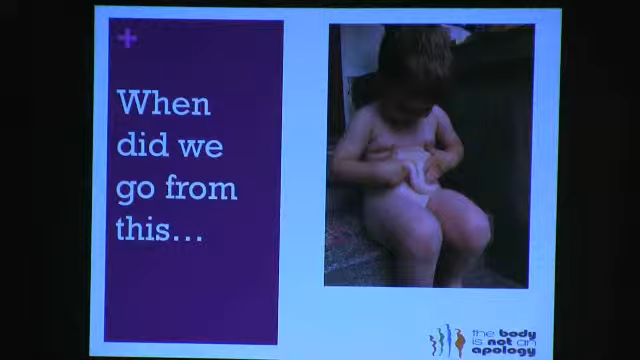 +
When
did we
go from
this...
the body
is not an
apology